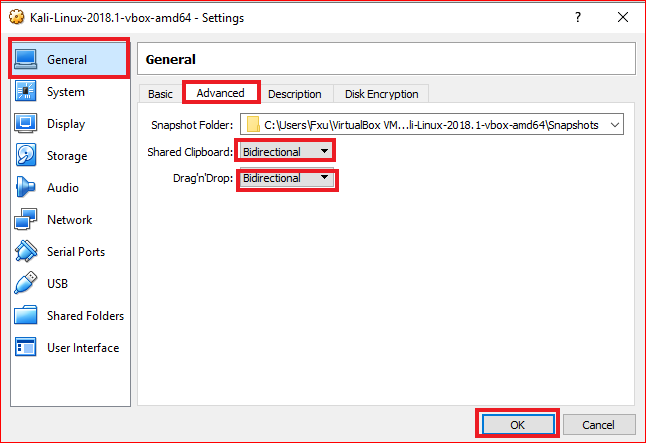 Kali-Linux-2018.1-vbox-amd64 - Settings
?
General
System
Display
Storage
Audio
Network
Serial Ports
USB
Shared Folders
User Interface
General
Basic Advanced Description Disk Encryption
Snapshot Folder: C:\Users\Fxu\VirtualBox VM...li-Linux-2018.1-vbox-amd64\Snapshots
Shared Clipboard: Bidirectional
Drag'n'Drop: Bidirectional
OK Cancel